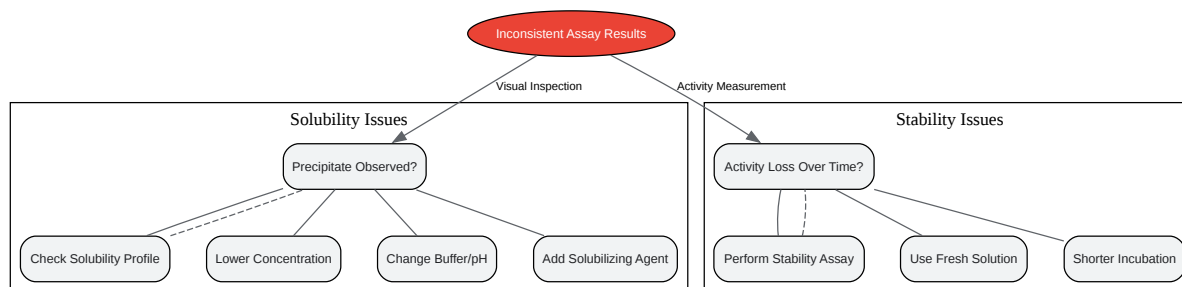 Inconsistent Assay Results
Visual Inspection
Activity Measurement
Solubility Issues
Stability Issues
Precipitate Observed?
Activity Loss Over Time?
Check Solubility Profile
Lower Concentration
Change Buffer/pH
Add Solubilizing Agent
Perform Stability Assay
Use Fresh Solution
Shorter Incubation